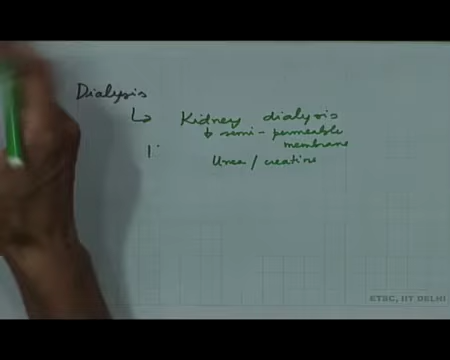 Dialysis
↳ Kidney dialysis
↳ semi-permeable
membrane
Urea / creatine
ETSC, IIT DELHI